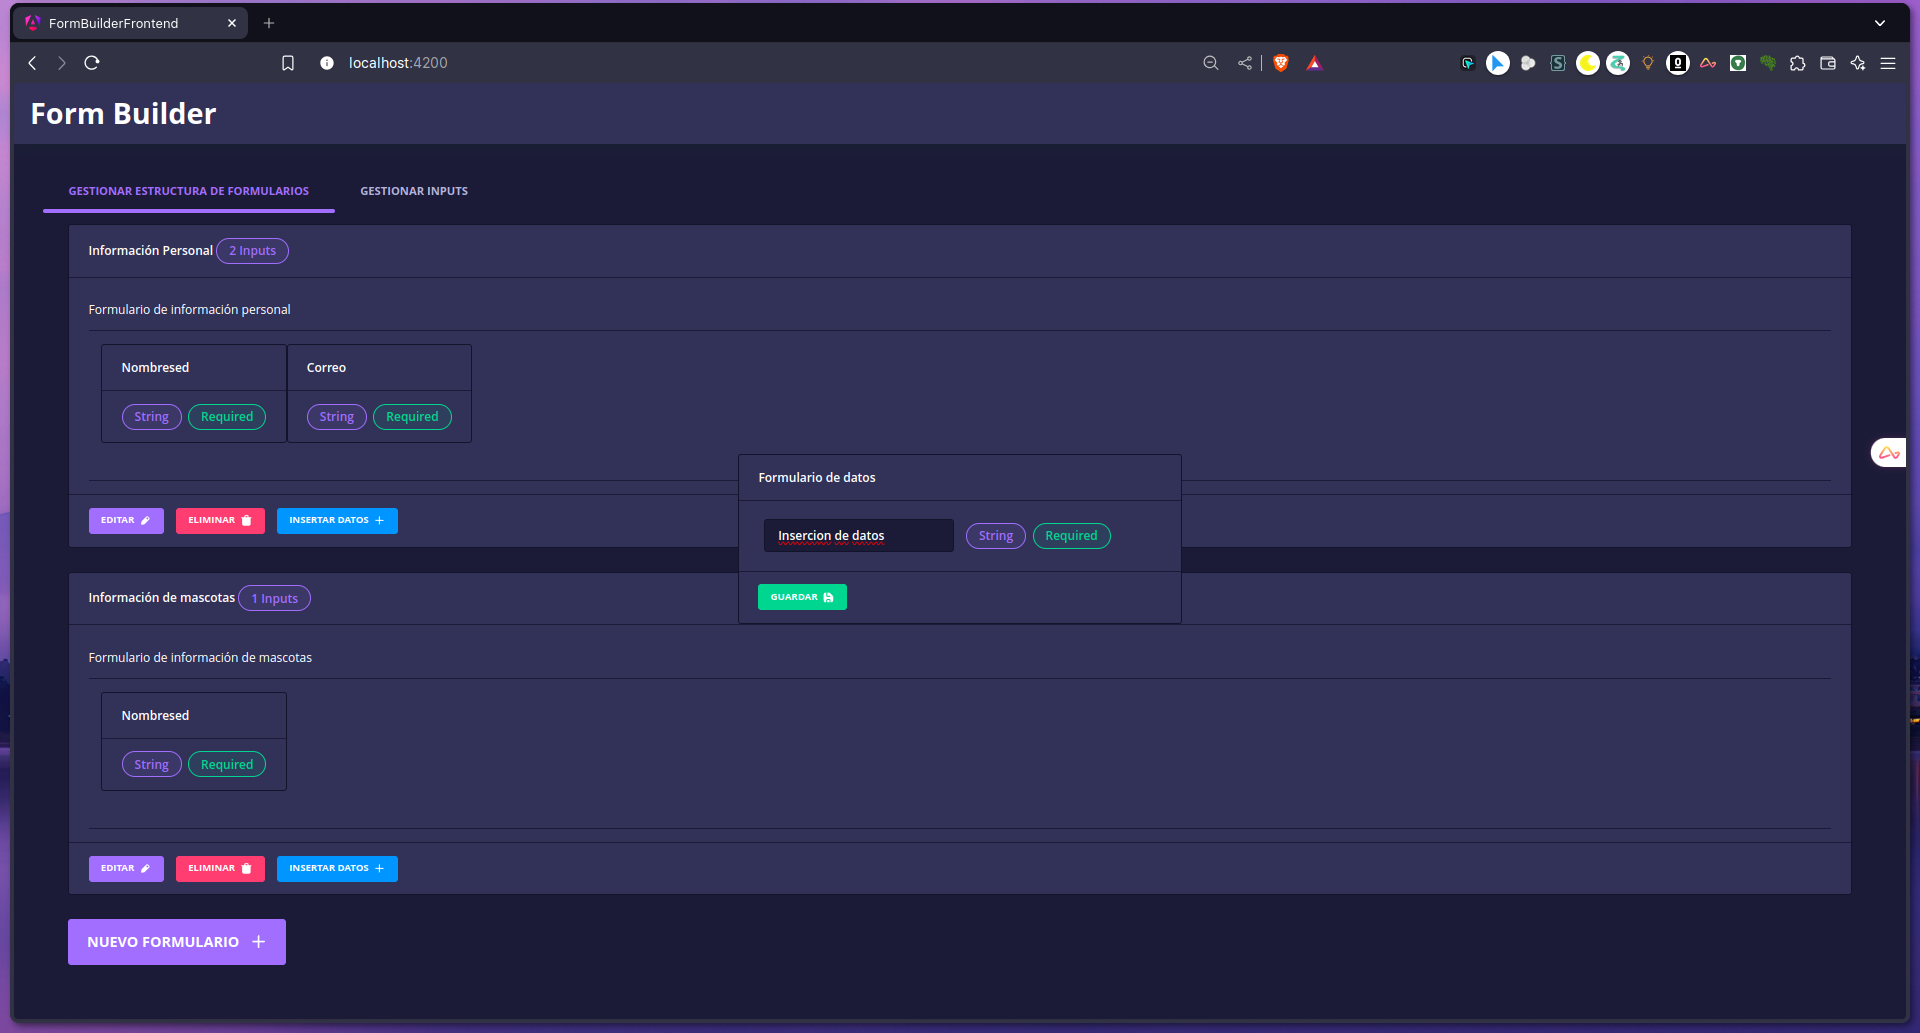 FormBuilderFrontend
localhost:4200
Form Builder
GESTIONAR ESTRUCTURA DE FORMULARIOS GESTIONAR INPUTS
Información Personal 2 Inputs
Formulario de información personal
Nombresed Correo
String Required String Required
EDITAR ELIMINAR INSERTAR DATOS
Formulario de datos
Insercion de datos String Required
GUARDAR
Información de mascotas 1 Inputs
Formulario de información de mascotas
Nombresed
String Required
EDITAR ELIMINAR INSERTAR DATOS
NUEVO FORMULARIO